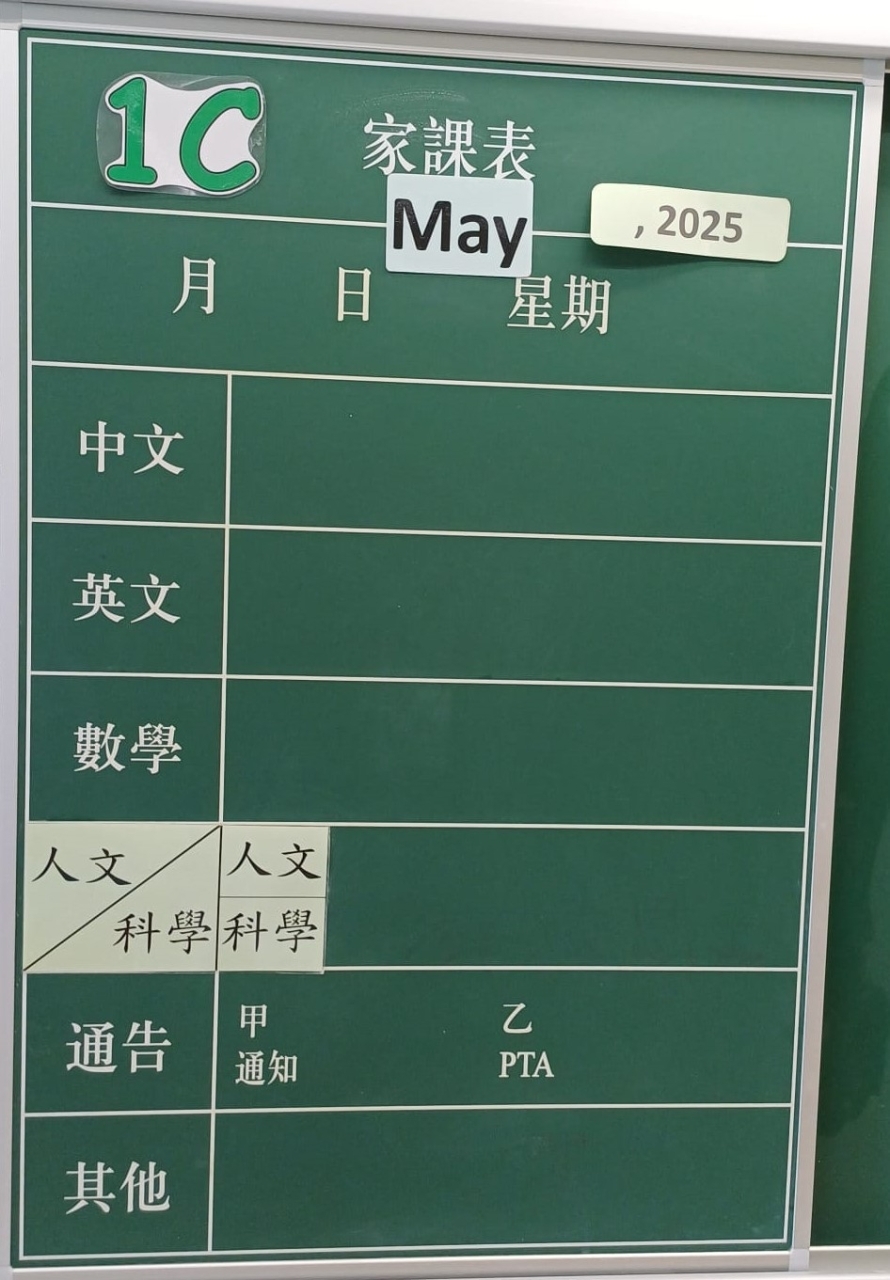 1C 家課表
May , 2025
月 日 星期
中文
英文
數學
人文 人文
科學 科學
通告 甲 乙
通知 PTA
其他